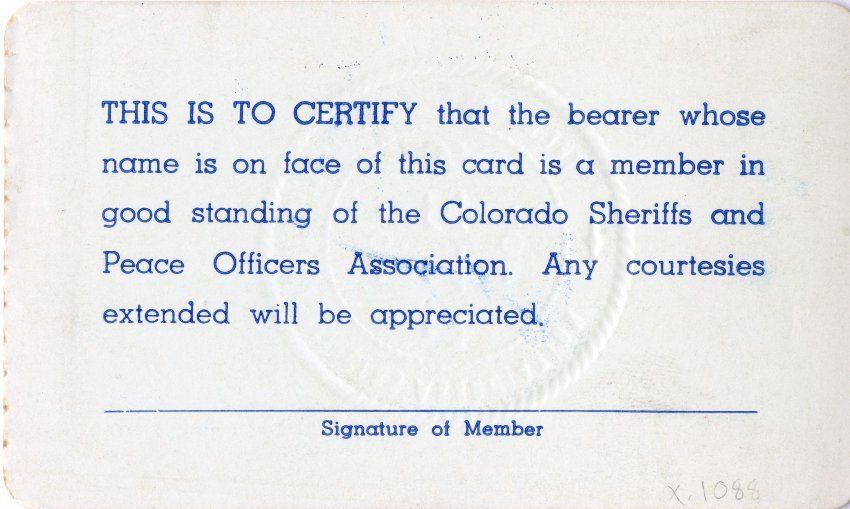 THIS IS TO CERTIFY that the bearer whose
name is on face of this card is a member in
good standing of the Colorado Sheriffs and
Peace Officers Association. Any courtesies
extended will be appreciated.
Signature of Member
X.1088